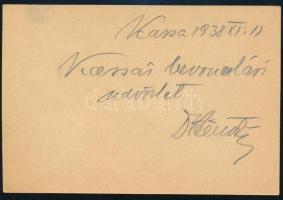 Kassa 1938 XI. 11
Kassai bevonulási
üdvözlet